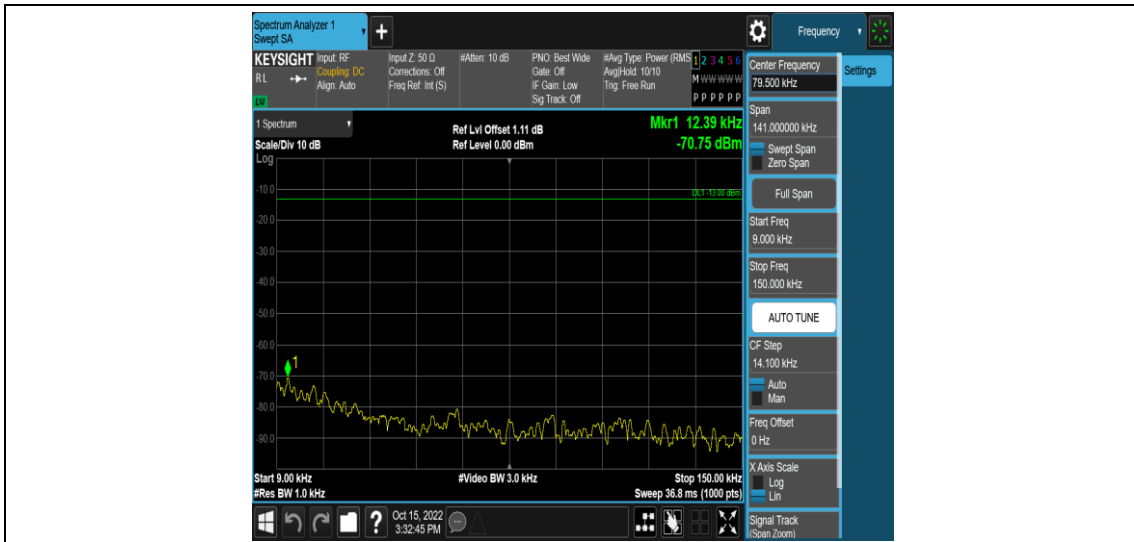 Spectrum Analyzer 1
Swept SA
+
Frequency
KEYSIGHT
RL
LXI
Input: RF
Coupling: DC
Align: Auto
Input Z: 50 Ω
Corrections: Off
Freq Ref: Int (S)
#Atten: 10 dB
PNO: Best Wide
Gate: Off
IF Gain: Low
Sig Track: Off
#Avg Type: Power (RMS
Avg|Hold: 10/10
Trig: Free Run
1 2 3 4 5 6
M W W W W W
P P P P P P
1 Spectrum
Scale/Div 10 dB
Log
Ref Lvl Offset 1.11 dB
Ref Level 0.00 dBm
Mkr1 12.39 kHz
-70.75 dBm
DL1 -13.00 dBm
-10.0
-20.0
-30.0
-40.0
-50.0
-60.0
-70.0
-80.0
-90.0
1
Start 9.00 kHz
#Res BW 1.0 kHz
#Video BW 3.0 kHz
Stop 150.00 kHz
Sweep 36.8 ms (1000 pts)
?
Oct 15, 2022
3:32:45 PM
Center Frequency
79.500 kHz
Span
141.000000 kHz
Swept Span
Zero Span
Full Span
Start Freq
9.000 kHz
Stop Freq
150.000 kHz
AUTO TUNE
CF Step
14.100 kHz
Auto
Man
Freq Offset
0 Hz
X Axis Scale
Log
Lin
Signal Track
(Span Zoom)
Settings